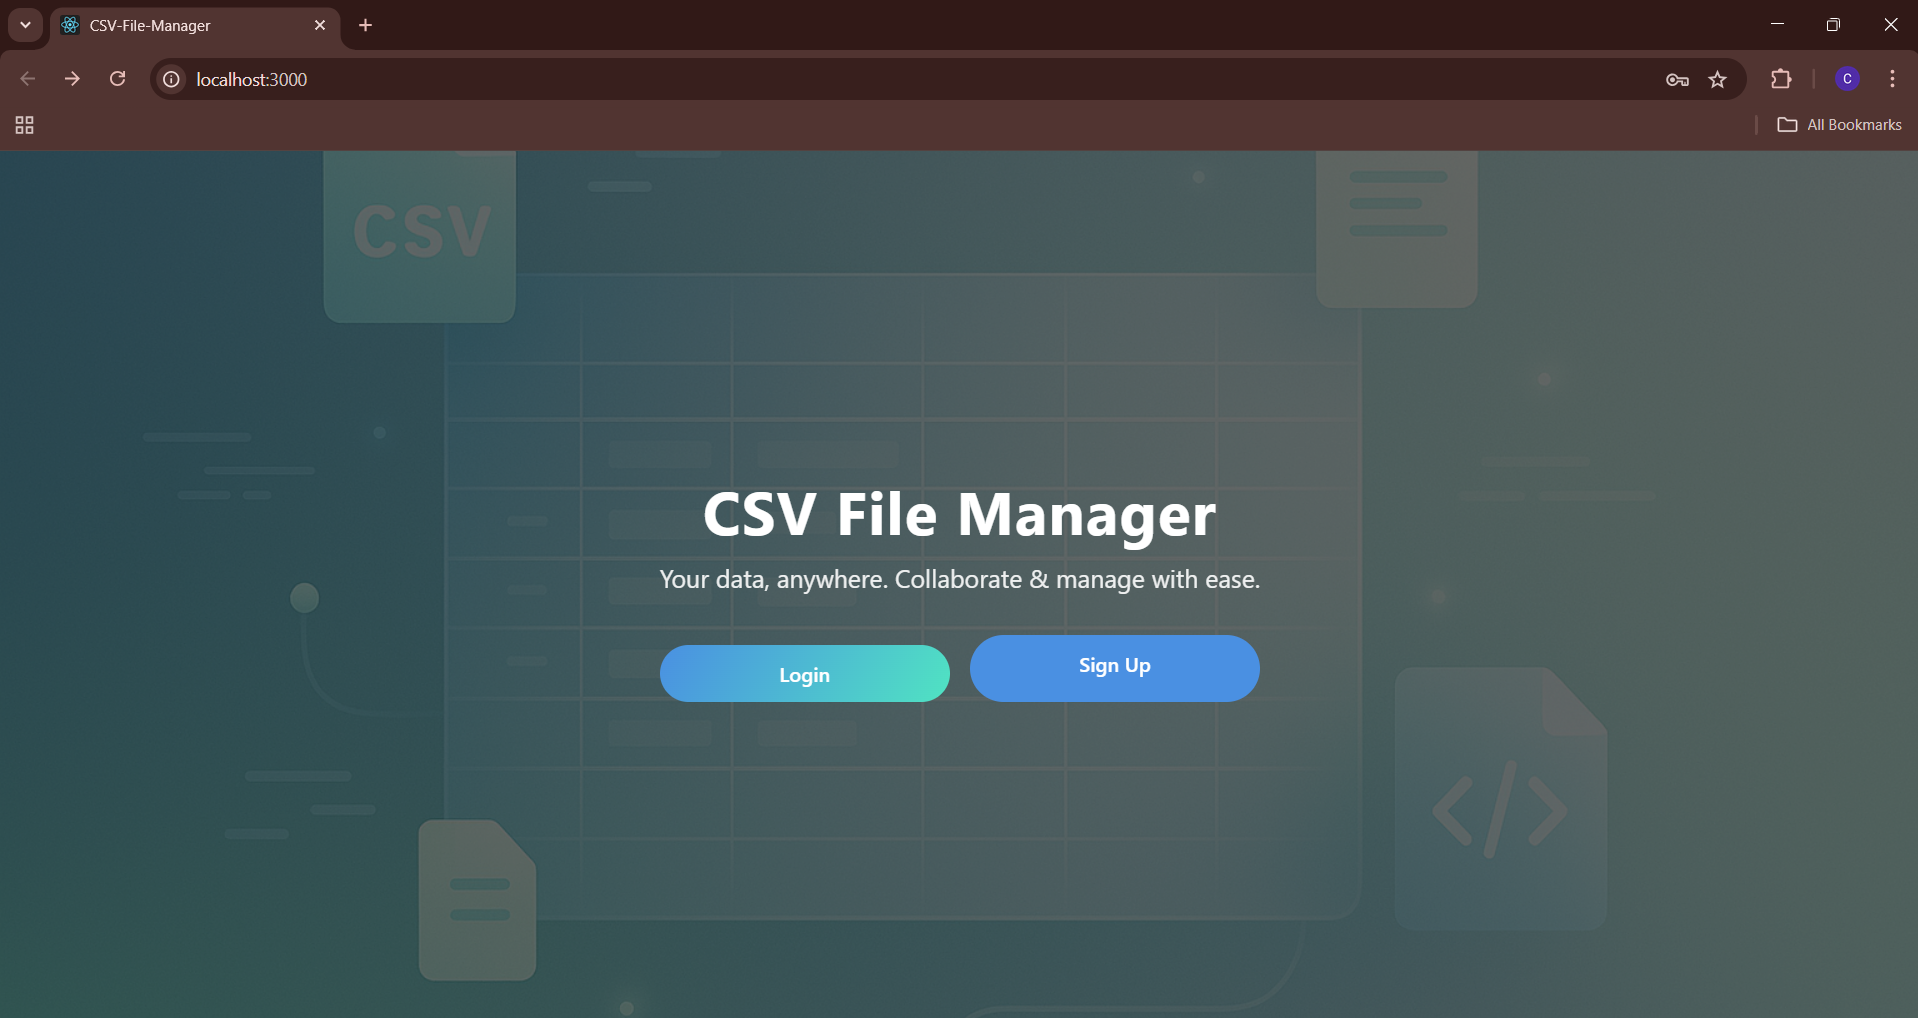 CSV-File-Manager
localhost:3000
C
All Bookmarks
CSV
CSV File Manager
Your data, anywhere. Collaborate & manage with ease.
Login
Sign Up
</>